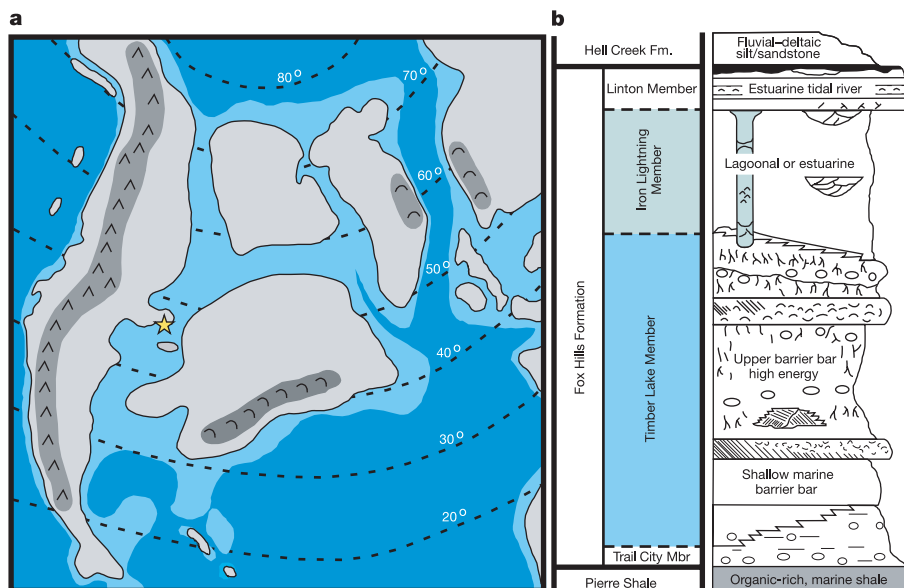 a
80°
70°
60°
50°
40°
30°
20°
b
Hell Creek Fm.
Fluvial–deltaic
silt/sandstone
Linton Member
Estuarine tidal river
Fox Hills Formation
Iron Lightning
Member
Lagoonal or estuarine
Timber Lake Member
Upper barrier bar
high energy
Shallow marine
barrier bar
Trail City Mbr
Pierre Shale
Organic-rich, marine shale